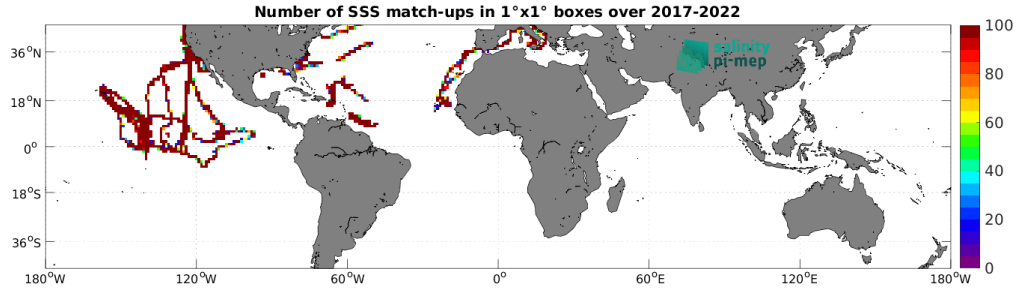 Number of SSS match-ups in 1°x1° boxes over 2017-2022
36°N
18°N
0°
18°S
36°S
180°W
120°W
60°W
0°
60°E
120°E
180°W
100
80
60
40
20
0
salinity
pi-mep